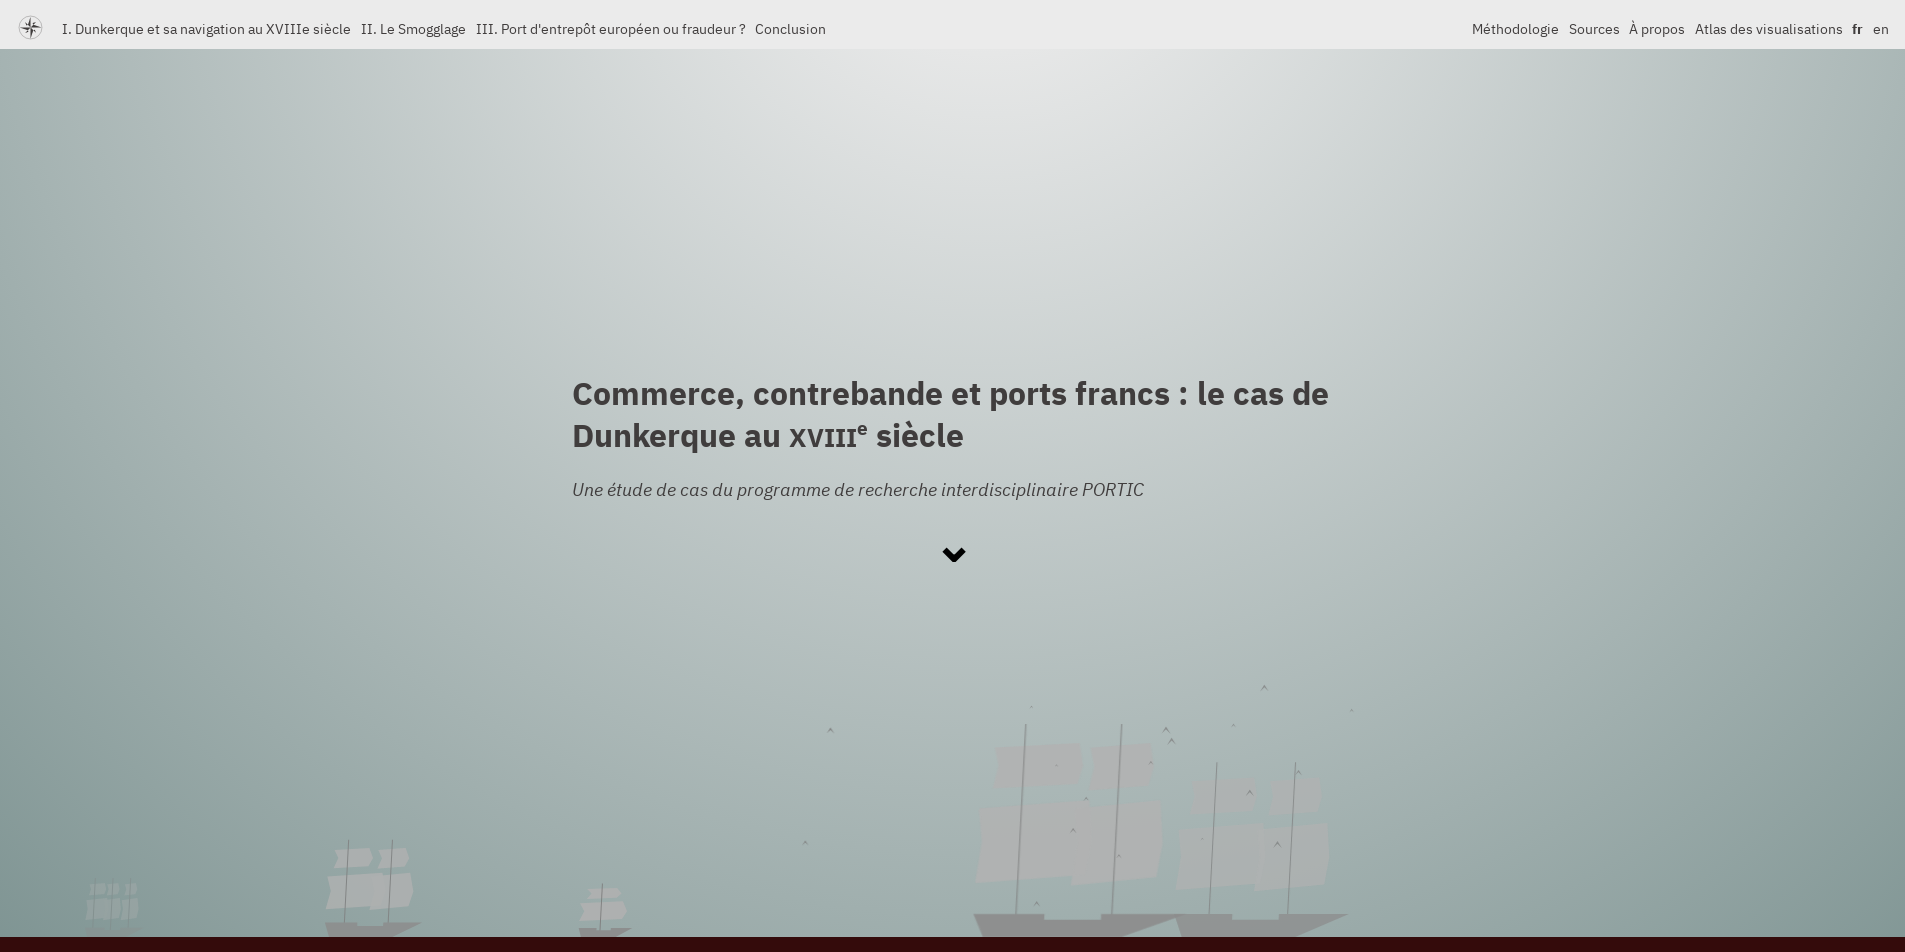 I. Dunkerque et sa navigation au XVIIIe siècle II. Le Smogglage III. Port d'entrepôt européen ou fraudeur ? Conclusion Méthodologie Sources À propos Atlas des visualisations fr en
Commerce, contrebande et ports francs : le cas de
Dunkerque au XVIIIe siècle
Une étude de cas du programme de recherche interdisciplinaire PORTIC